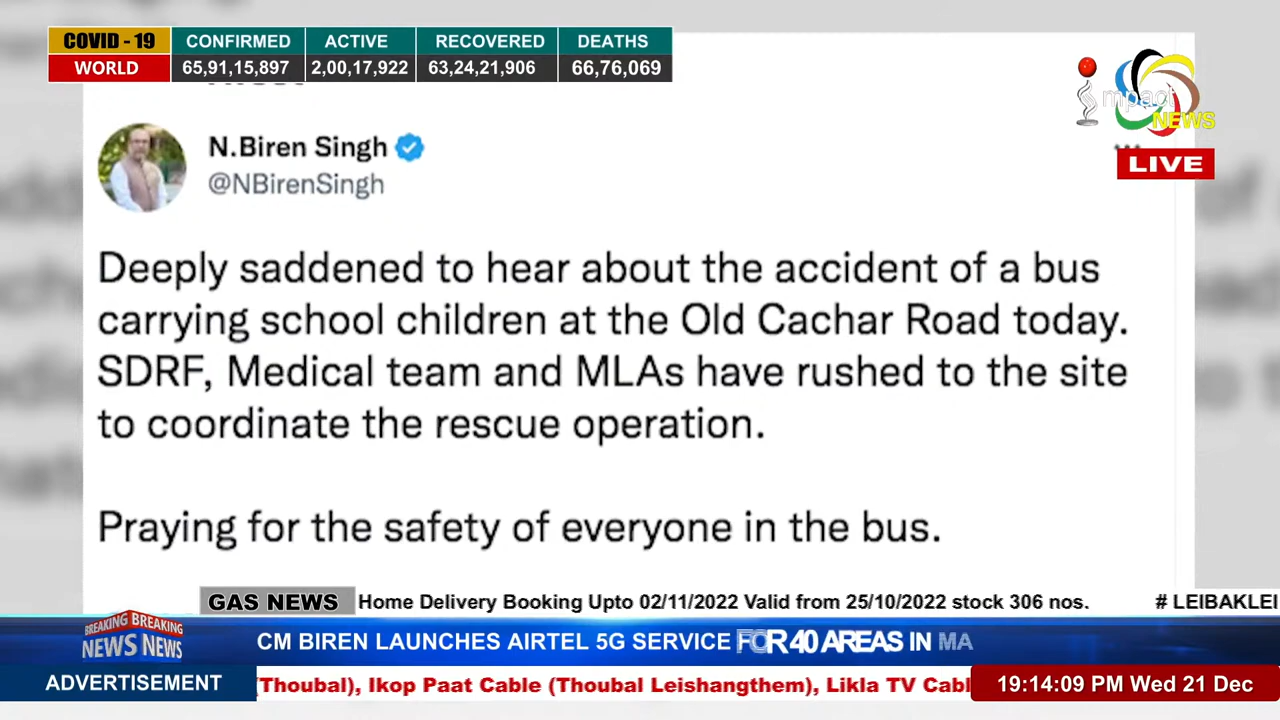 COVID - 19 CONFIRMED ACTIVE RECOVERED DEATHS
WORLD 65,91,15,897 2,00,17,922 63,24,21,906 66,76,069
mpact
NEWS
LIVE
N.Biren Singh
@NBirenSingh
Deeply saddened to hear about the accident of a bus
carrying school children at the Old Cachar Road today.
SDRF, Medical team and MLAs have rushed to the site
to coordinate the rescue operation.
Praying for the safety of everyone in the bus.
GAS NEWS Home Delivery Booking Upto 02/11/2022 Valid from 25/10/2022 stock 306 nos. # LEIBAKLEI
BREAKING BREAKING
NEWS NEWS
CM BIREN LAUNCHES AIRTEL 5G SERVICE FOR 40 AREAS IN MA
ADVERTISEMENT (Thoubal), Ikop Paat Cable (Thoubal Leishangthem), Likla TV Cabl 19:14:09 PM Wed 21 Dec